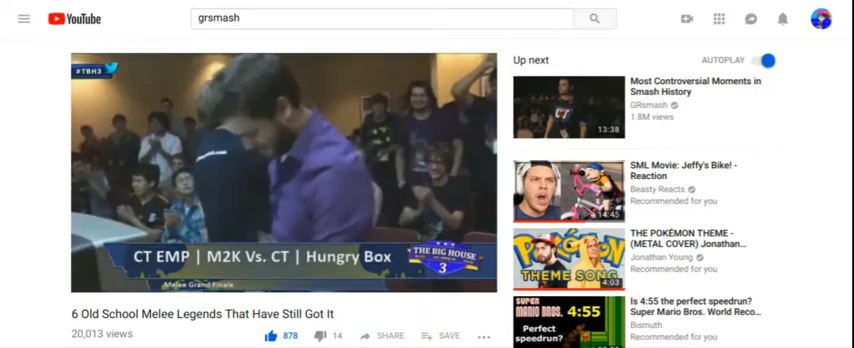 YouTube
grsmash
#TBH3
CT EMP | M2K Vs. CT | Hungry Box
Melee Grand Finals
THE BIG HOUSE
3
6 Old School Melee Legends That Have Still Got It
20,013 views
878
14
SHARE
SAVE
Up next
AUTOPLAY
13:38
Most Controversial Moments in
Smash History
GRsmash
1.8M views
14:45
SML Movie: Jeffy's Bike! -
Reaction
Beasty Reacts
Recommended for you
POKÉMON
THEME SONG
4:03
THE POKÉMON THEME -
(METAL COVER) Jonathan...
Jonathan Young
Recommended for you
SUPER
MARIO BROS.
4:55
Perfect
speedrun?
Is 4:55 the perfect speedrun?
Super Mario Bros. World Reco...
Bismuth
Recommended for you